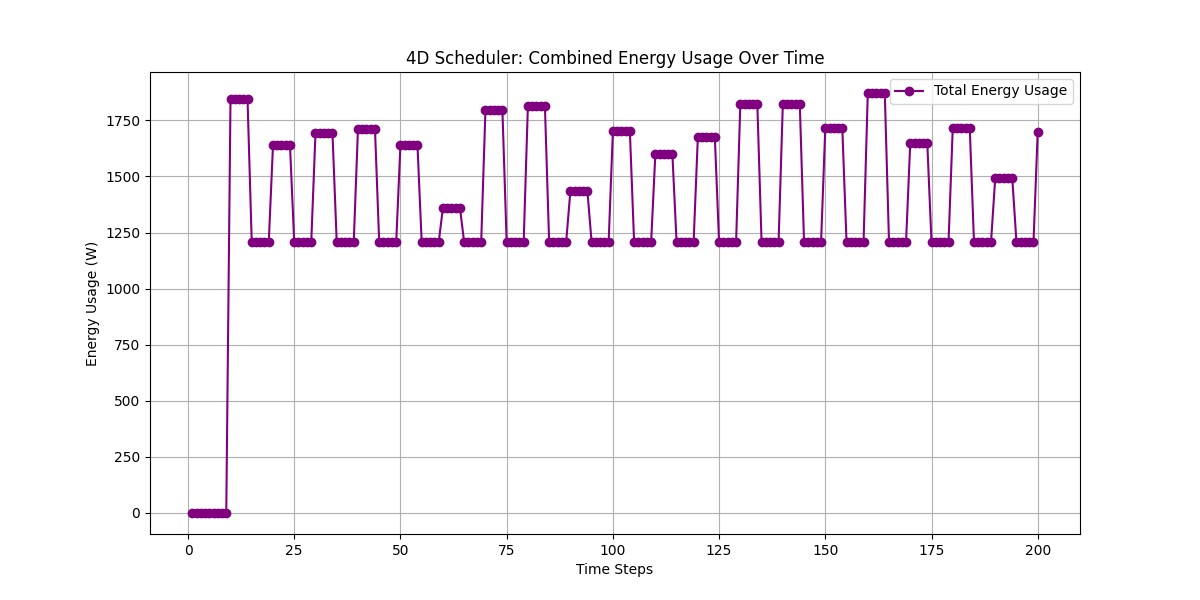 4D Scheduler: Combined Energy Usage Over Time
Total Energy Usage
Energy Usage (W)
1750
1500
1250
1000
750
500
250
0
0 25 50 75 100 125 150 175 200
Time Steps